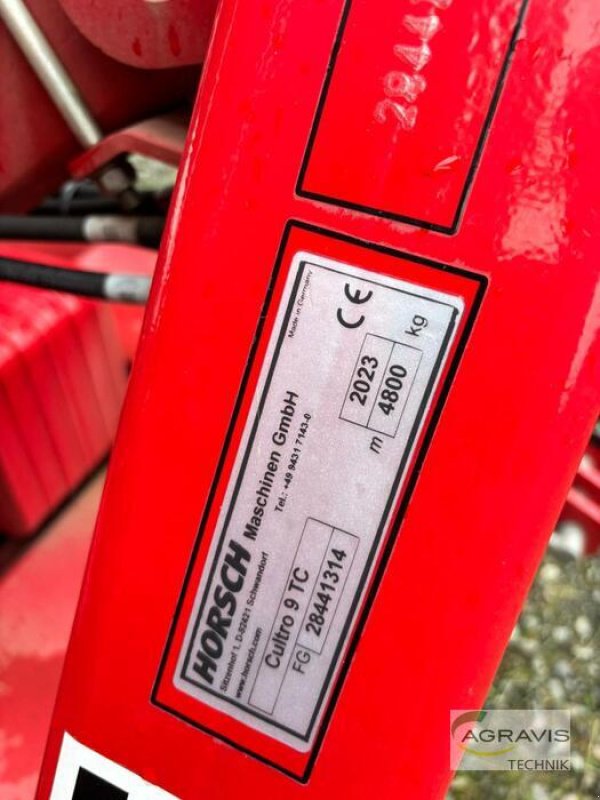 2844
Made in Germany
CE
HORSCH Maschinen GmbH
Sitzenhof 1, D-92421 Schwandorf
Tel.: +49 9431 7143-0
www.horsch.com
2023
m 4800 kg
Cultro 9 TC
FG 28441314
AGRAVIS
TECHNIK